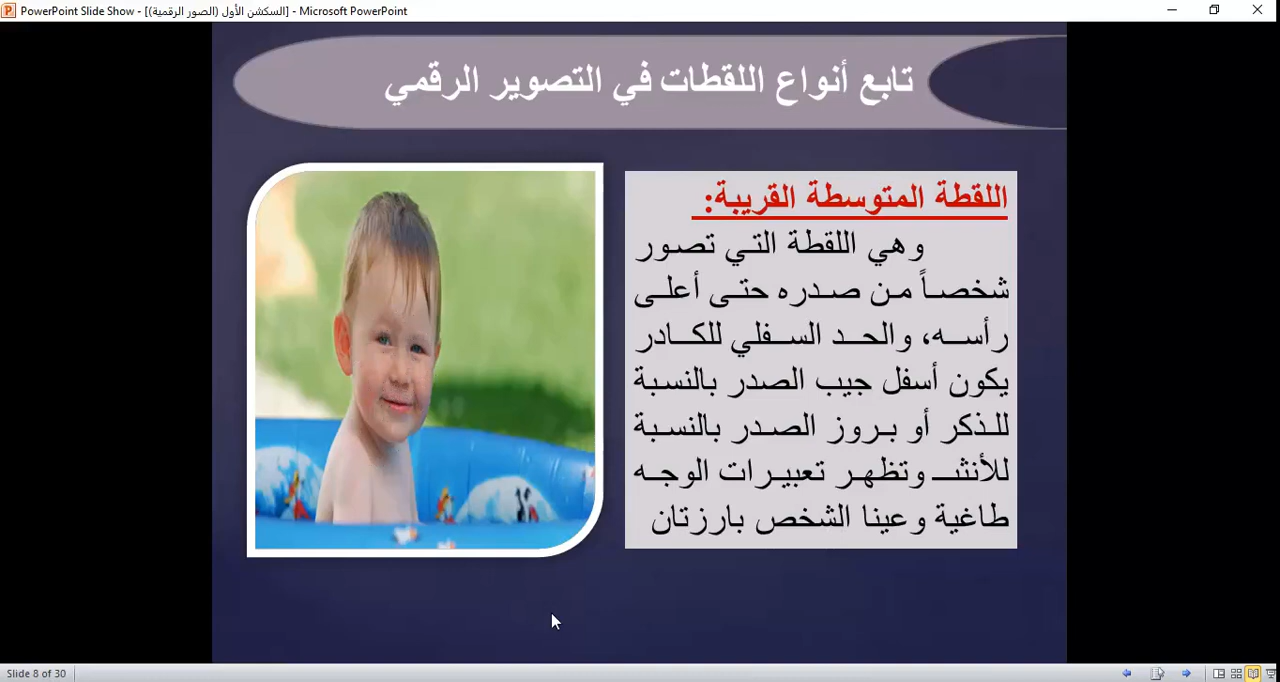 PowerPoint Slide Show - [السكشن الأول (الصور الرقمية)] - Microsoft PowerPoint
تابع أنواع اللقطات في التصوير الرقمي
اللقطة المتوسطة القريبة:
وهي اللقطة التي تصور
شخصاً من صدره حتى أعلى
رأسه، والحد السفلي للكادر
يكون أسفل جيب الصدر بالنسبة
للذكر أو بروز الصدر بالنسبة
للأنثـ وتظهر تعبيرات الوجه
طاغية وعينا الشخص بارزتان
Slide 8 of 30